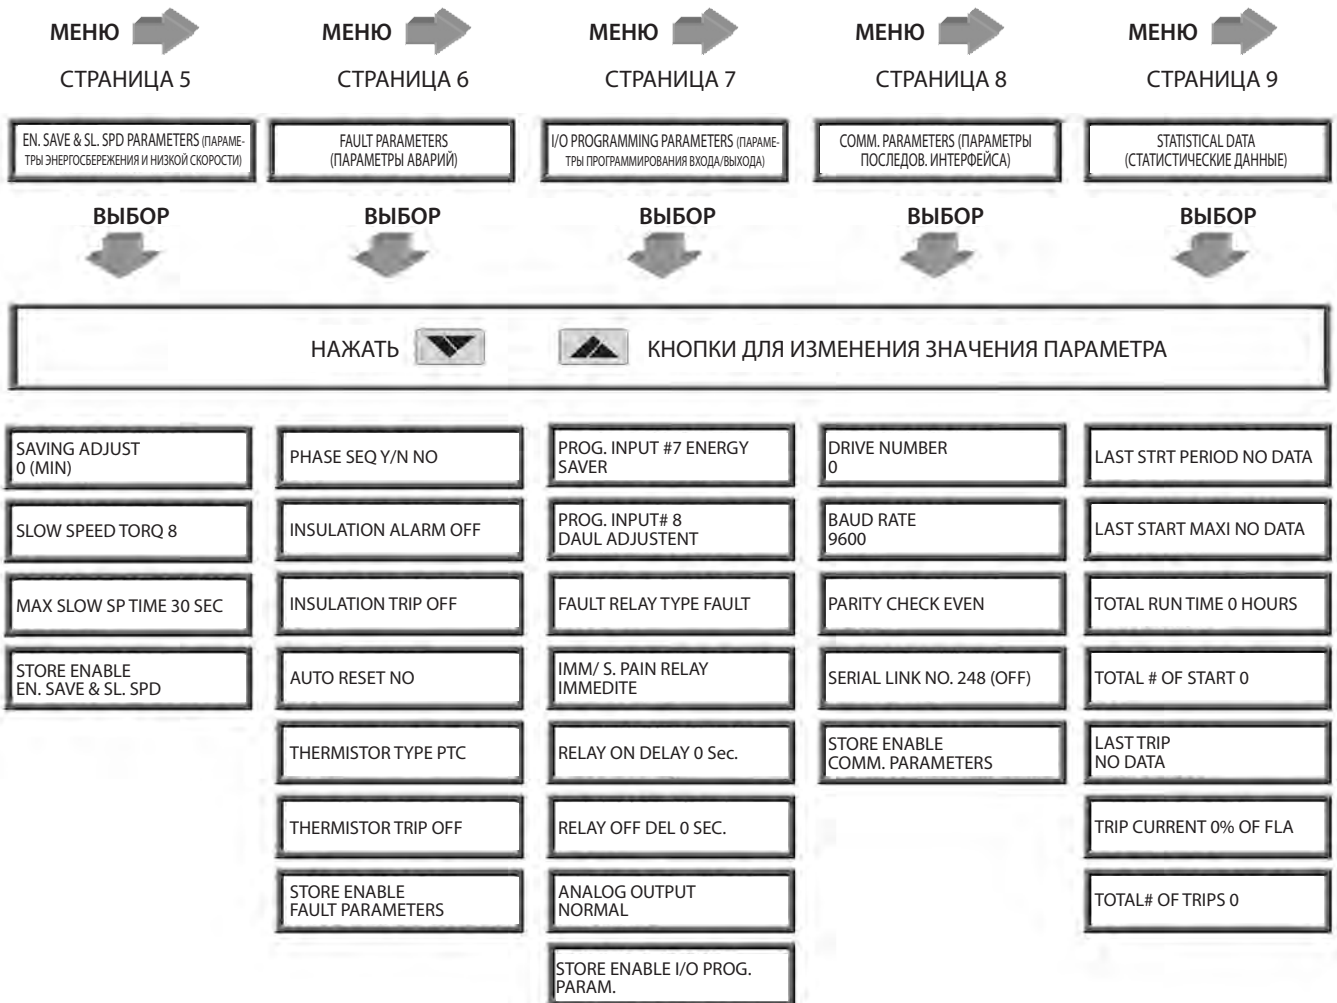 МЕНЮ
МЕНЮ
МЕНЮ
МЕНЮ
МЕНЮ
СТРАНИЦА 5
СТРАНИЦА 6
СТРАНИЦА 7
СТРАНИЦА 8
СТРАНИЦА 9
EN. SAVE & SL. SPD PARAMETERS (ПАРАМЕ-
ТРЫ ЭНЕРГОСБЕРЕЖЕНИЯ И НИЗКОЙ СКОРОСТИ)
FAULT PARAMETERS
(ПАРАМЕТРЫ АВАРИЙ)
I/O PROGRAMMING PARAMETERS (ПАРАМЕ-
ТРЫ ПРОГРАММИРОВАНИЯ ВХОДА/ВЫХОДА)
COMM. PARAMETERS (ПАРАМЕТРЫ
ПОСЛЕДОВ. ИНТЕРФЕЙСА)
STATISTICAL DATA
(СТАТИСТИЧЕСКИЕ ДАННЫЕ)
ВЫБОР
ВЫБОР
ВЫБОР
ВЫБОР
ВЫБОР
НАЖАТЬ
КНОПКИ ДЛЯ ИЗМЕНЕНИЯ ЗНАЧЕНИЯ ПАРАМЕТРА
SAVING ADJUST
0 (MIN)
SLOW SPEED TORQ 8
MAX SLOW SP TIME 30 SEC
STORE ENABLE
EN. SAVE & SL. SPD
PHASE SEQ Y/N NO
INSULATION ALARM OFF
INSULATION TRIP OFF
AUTO RESET NO
THERMISTOR TYPE PTC
THERMISTOR TRIP OFF
STORE ENABLE
FAULT PARAMETERS
PROG. INPUT #7 ENERGY
SAVER
PROG. INPUT# 8
DAUL ADJUSTENT
FAULT RELAY TYPE FAULT
IMM/ S. PAIN RELAY
IMMEDITE
RELAY ON DELAY 0 Sec.
RELAY OFF DEL 0 SEC.
ANALOG OUTPUT
NORMAL
STORE ENABLE I/O PROG.
PARAM.
DRIVE NUMBER
0
BAUD RATE
9600
PARITY CHECK EVEN
SERIAL LINK NO. 248 (OFF)
STORE ENABLE
COMM. PARAMETERS
LAST STRT PERIOD NO DATA
LAST START MAXI NO DATA
TOTAL RUN TIME 0 HOURS
TOTAL # OF START 0
LAST TRIP
NO DATA
TRIP CURRENT 0% OF FLA
TOTAL# OF TRIPS 0